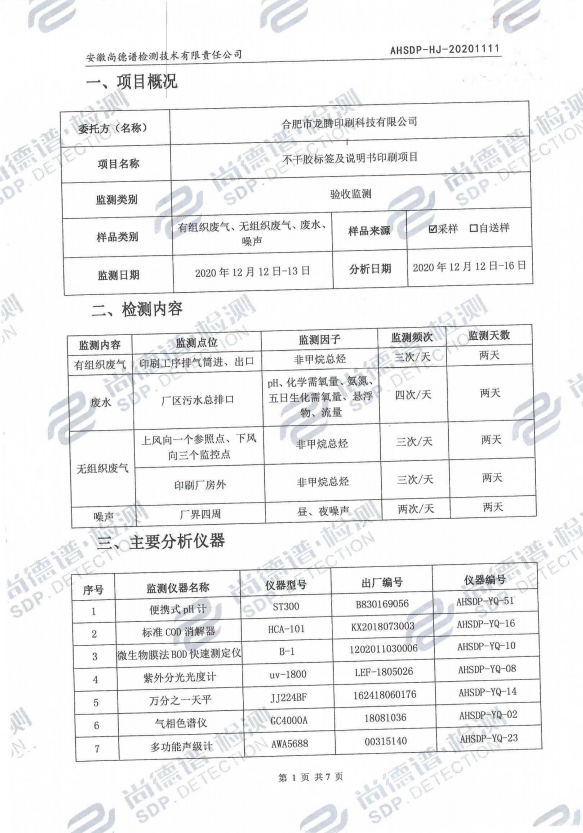 安徽尚德谱检测技术有限责任公司 AHSDP-HJ-20201111
一、项目概况
委托方（名称） 合肥市龙腾印刷科技有限公司
项目名称 不干胶标签及说明书印刷项目
监测类别 验收监测
样品类别 有组织废气、无组织废气、废水、噪声 样品来源 ☑采样 ☐自送样
监测日期 2020 年 12 月 12 日-13 日 分析日期 2020 年 12 月 12 日-16 日
二、检测内容
监测内容 监测点位 监测因子 监测频次 监测天数
有组织废气 印刷工序排气筒进、出口 非甲烷总烃 三次/天 两天
废水 厂区污水总排口 pH、化学需氧量、氨氮、五日生化需氧量、悬浮物、流量 四次/天 两天
无组织废气 上风向一个参照点、下风向三个监控点 非甲烷总烃 三次/天 两天
印刷厂房外 非甲烷总烃 三次/天 两天
噪声 厂界四周 昼、夜噪声 两次/天 两天
三、主要分析仪器
序号 监测仪器名称 仪器型号 出厂编号 仪器编号
1 便携式 pH 计 ST300 B830169056 AHSDP-YQ-51
2 标准 COD 消解器 HCA-101 KX2018073003 AHSDP-YQ-16
3 微生物膜法 BOD 快速测定仪 B-1 1202011030006 AHSDP-YQ-10
4 紫外分光光度计 uv-1800 LEF-1805026 AHSDP-YQ-08
5 万分之一天平 JJ224BF 162418060176 AHSDP-YQ-14
6 气相色谱仪 GC4000A 18081036 AHSDP-YQ-02
7 多功能声级计 AWA5688 00315140 AHSDP-YQ-23
第 1 页 共 7 页
尚德谱·检测
SDP.DETECTION